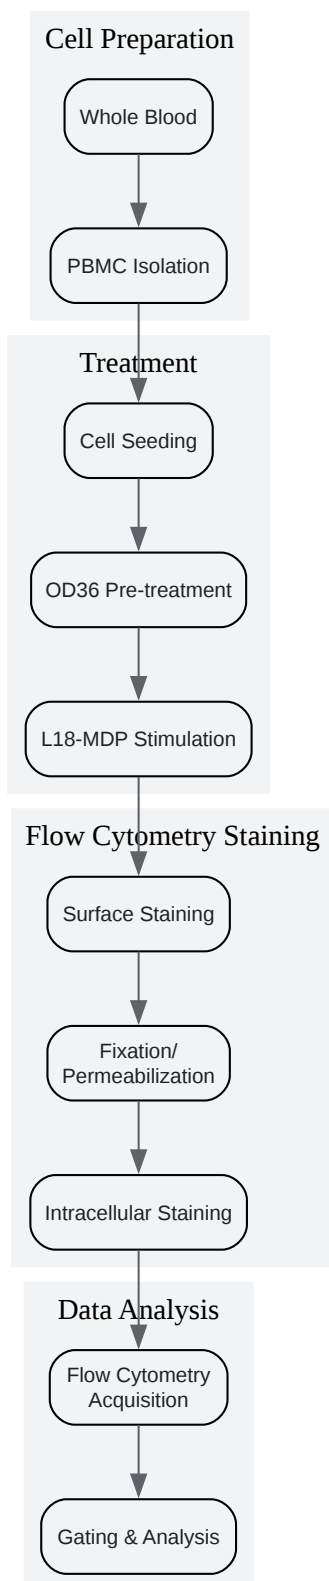 Cell Preparation
Whole Blood
PBMC Isolation
Treatment
Cell Seeding
OD36 Pre-treatment
L18-MDP Stimulation
Flow Cytometry Staining
Surface Staining
Fixation/
Permeabilization
Intracellular Staining
Data Analysis
Flow Cytometry
Acquisition
Gating & Analysis